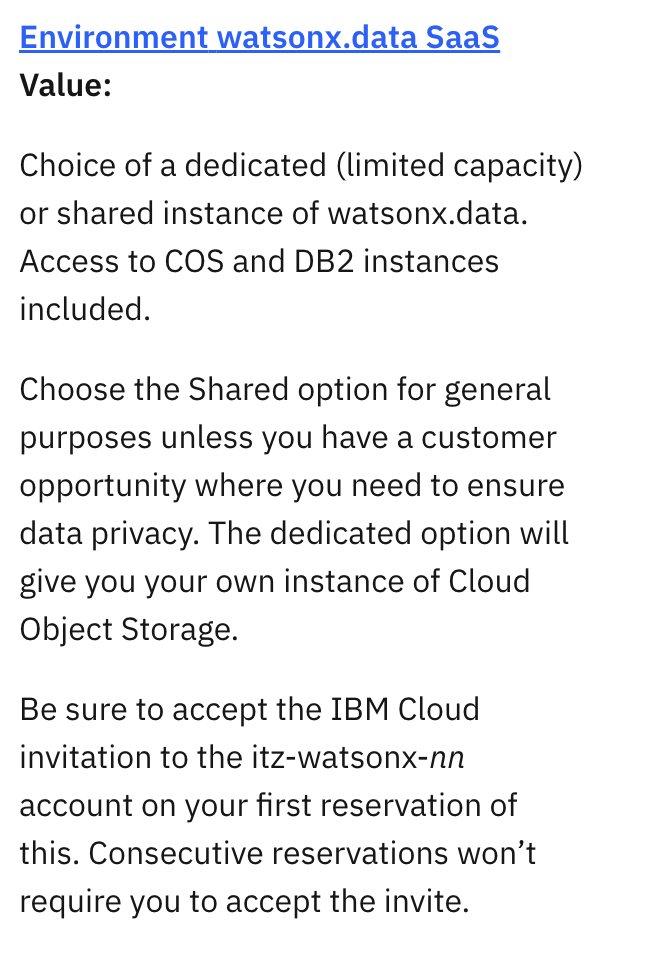 Environment watsonx.data SaaS
Value:
Choice of a dedicated (limited capacity)
or shared instance of watsonx.data.
Access to COS and DB2 instances
included.
Choose the Shared option for general
purposes unless you have a customer
opportunity where you need to ensure
data privacy. The dedicated option will
give you your own instance of Cloud
Object Storage.
Be sure to accept the IBM Cloud
invitation to the itz-watsonx-nn
account on your first reservation of
this. Consecutive reservations won’t
require you to accept the invite.